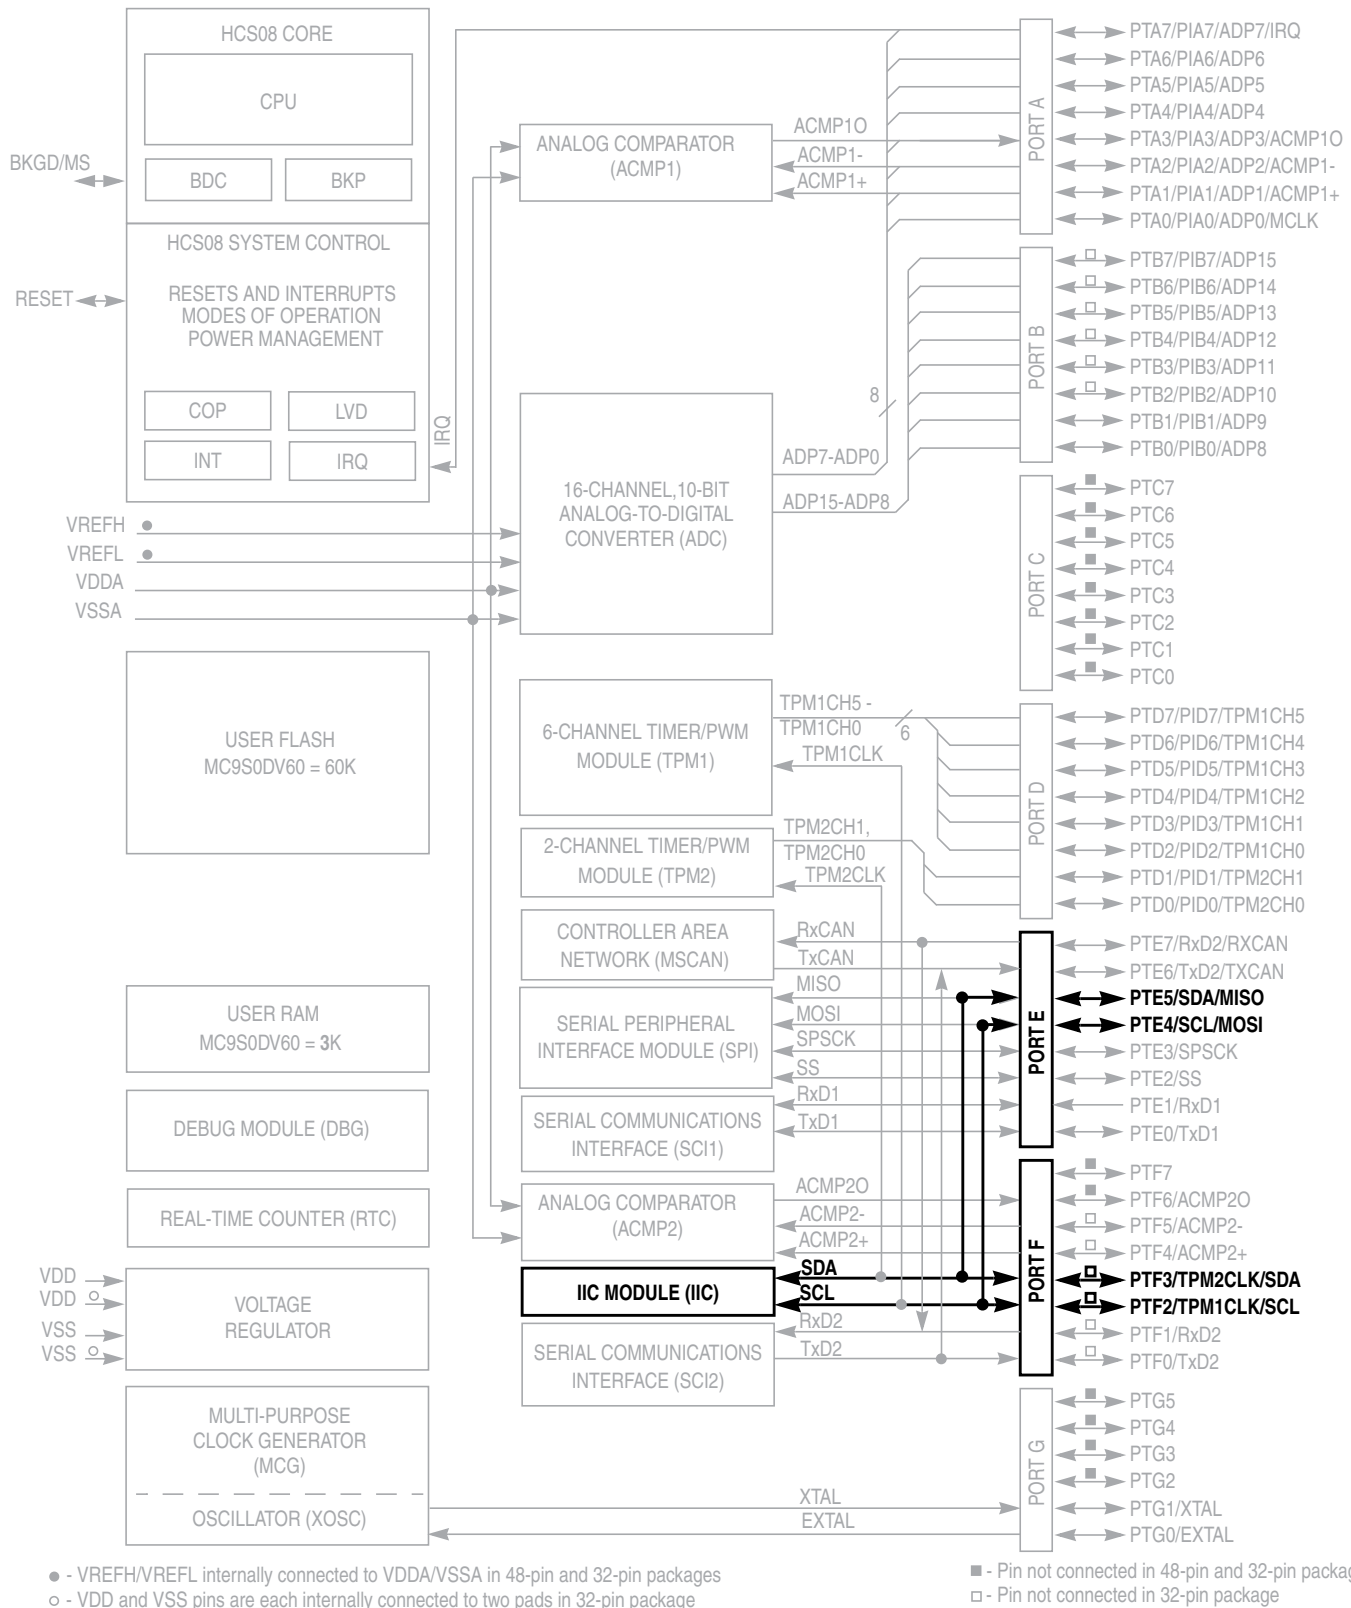 HCS08 CORE
CPU
BDC
BKP
BKGD/MS
HCS08 SYSTEM CONTROL
RESETS AND INTERRUPTS
MODES OF OPERATION
POWER MANAGEMENT
COP
LVD
INT
IRQ
RESET
IRQ
VREFH
VREFL
VDDA
VSSA
USER FLASH
MC9S0DV60 = 60K
USER RAM
MC9S0DV60 = 3K
DEBUG MODULE (DBG)
REAL-TIME COUNTER (RTC)
VDD
VDD
VSS
VSS
VOLTAGE
REGULATOR
MULTI-PURPOSE
CLOCK GENERATOR
(MCG)
OSCILLATOR (XOSC)
ANALOG COMPARATOR
(ACMP1)
ACMP1O
ACMP1-
ACMP1+
16-CHANNEL,10-BIT
ANALOG-TO-DIGITAL
CONVERTER (ADC)
8
ADP7-ADP0
ADP15-ADP8
6-CHANNEL TIMER/PWM
MODULE (TPM1)
TPM1CH5 -
TPM1CH0
6
TPM1CLK
2-CHANNEL TIMER/PWM
MODULE (TPM2)
TPM2CH1,
TPM2CH0
TPM2CLK
CONTROLLER AREA
NETWORK (MSCAN)
RxCAN
TxCAN
SERIAL PERIPHERAL
INTERFACE MODULE (SPI)
MISO
MOSI
SPSCK
SS
SERIAL COMMUNICATIONS
INTERFACE (SCI1)
RxD1
TxD1
ANALOG COMPARATOR
(ACMP2)
ACMP2O
ACMP2-
ACMP2+
IIC MODULE (IIC)
SDA
SCL
SERIAL COMMUNICATIONS
INTERFACE (SCI2)
RxD2
TxD2
XTAL
EXTAL
PORT A
PTA7/PIA7/ADP7/IRQ
PTA6/PIA6/ADP6
PTA5/PIA5/ADP5
PTA4/PIA4/ADP4
PTA3/PIA3/ADP3/ACMP1O
PTA2/PIA2/ADP2/ACMP1-
PTA1/PIA1/ADP1/ACMP1+
PTA0/PIA0/ADP0/MCLK
PORT B
PTB7/PIB7/ADP15
PTB6/PIB6/ADP14
PTB5/PIB5/ADP13
PTB4/PIB4/ADP12
PTB3/PIB3/ADP11
PTB2/PIB2/ADP10
PTB1/PIB1/ADP9
PTB0/PIB0/ADP8
PORT C
PTC7
PTC6
PTC5
PTC4
PTC3
PTC2
PTC1
PTC0
PORT D
PTD7/PID7/TPM1CH5
PTD6/PID6/TPM1CH4
PTD5/PID5/TPM1CH3
PTD4/PID4/TPM1CH2
PTD3/PID3/TPM1CH1
PTD2/PID2/TPM1CH0
PTD1/PID1/TPM2CH1
PTD0/PID0/TPM2CH0
PORT E
PTE7/RxD2/RXCAN
PTE6/TxD2/TXCAN
PTE5/SDA/MISO
PTE4/SCL/MOSI
PTE3/SPSCK
PTE2/SS
PTE1/RxD1
PTE0/TxD1
PORT F
PTF7
PTF6/ACMP2O
PTF5/ACMP2-
PTF4/ACMP2+
PTF3/TPM2CLK/SDA
PTF2/TPM1CLK/SCL
PTF1/RxD2
PTF0/TxD2
PORT G
PTG5
PTG4
PTG3
PTG2
PTG1/XTAL
PTG0/EXTAL
● - VREFH/VREFL internally connected to VDDA/VSSA in 48-pin and 32-pin packages
○ - VDD and VSS pins are each internally connected to two pads in 32-pin package
■ - Pin not connected in 48-pin and 32-pin packag
□ - Pin not connected in 32-pin package